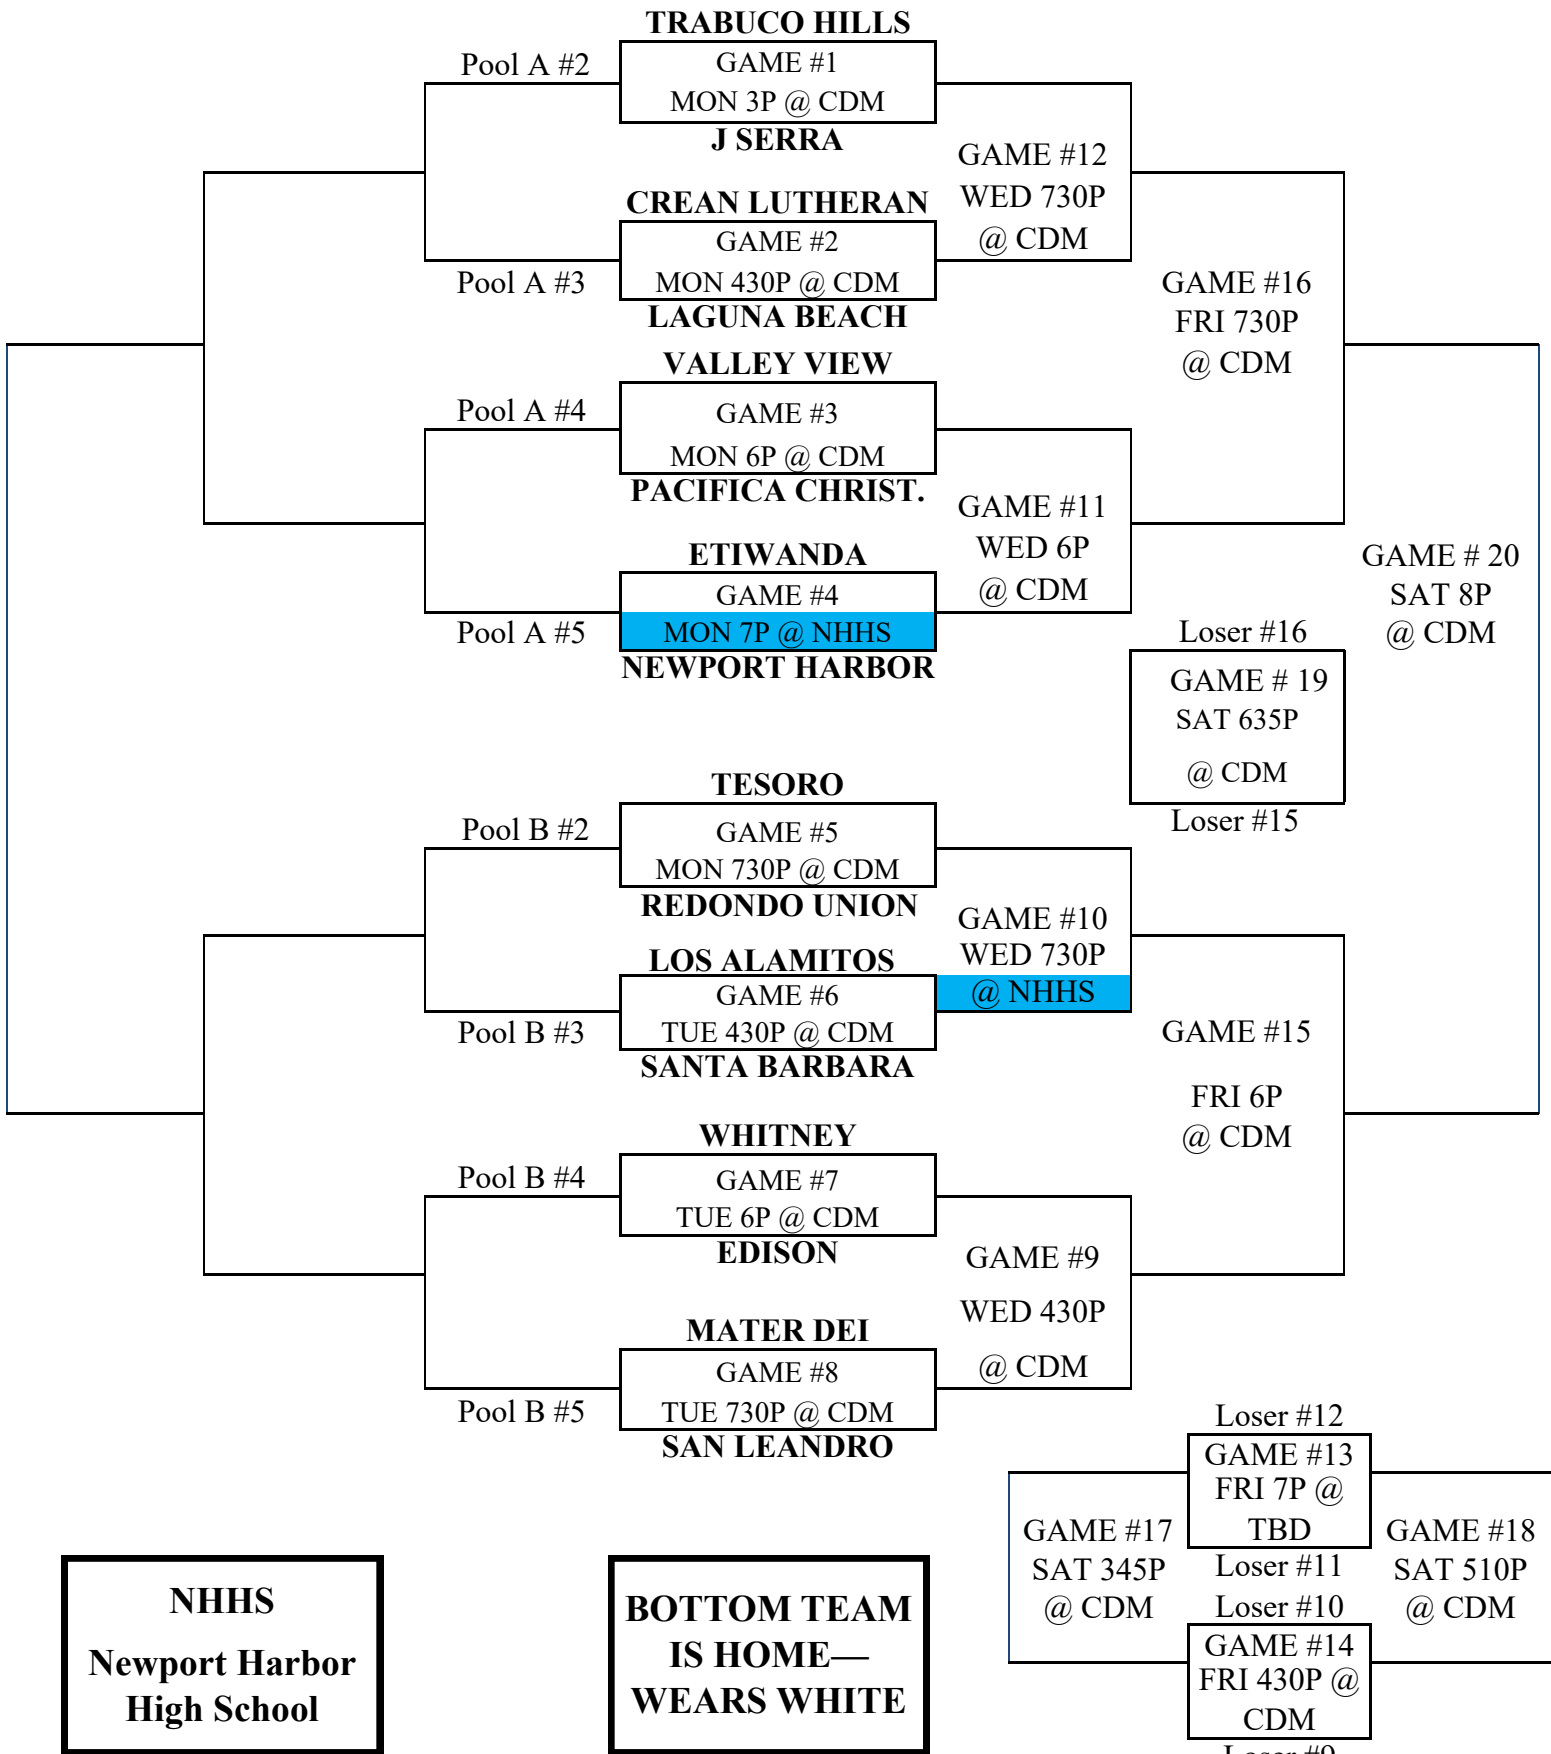 TRABUCO HILLS
Pool A #2
GAME #1
MON 3P @ CDM
J SERRA
GAME #12
WED 730P
@ CDM
CREAN LUTHERAN
GAME #2
MON 430P @ CDM
Pool A #3
LAGUNA BEACH
GAME #16
FRI 730P
@ CDM
VALLEY VIEW
Pool A #4
GAME #3
MON 6P @ CDM
PACIFICA CHRIST.
GAME #11
WED 6P
@ CDM
ETIWANDA
GAME #4
MON 7P @ NHHS
Pool A #5
NEWPORT HARBOR
GAME # 20
SAT 8P
@ CDM
Loser #16
GAME # 19
SAT 635P
@ CDM
Loser #15
TESORO
Pool B #2
GAME #5
MON 730P @ CDM
REDONDO UNION
GAME #10
WED 730P
@ NHHS
LOS ALAMITOS
GAME #6
TUE 430P @ CDM
Pool B #3
SANTA BARBARA
GAME #15
FRI 6P
@ CDM
WHITNEY
Pool B #4
GAME #7
TUE 6P @ CDM
EDISON
GAME #9
WED 430P
@ CDM
MATER DEI
GAME #8
TUE 730P @ CDM
Pool B #5
SAN LEANDRO
Loser #12
GAME #13
FRI 7P @
TBD
Loser #11
GAME #17
SAT 345P
@ CDM
GAME #18
SAT 510P
@ CDM
Loser #10
GAME #14
FRI 430P @
CDM
Loser #9
NHHS
Newport Harbor
High School
BOTTOM TEAM
IS HOME—
WEARS WHITE